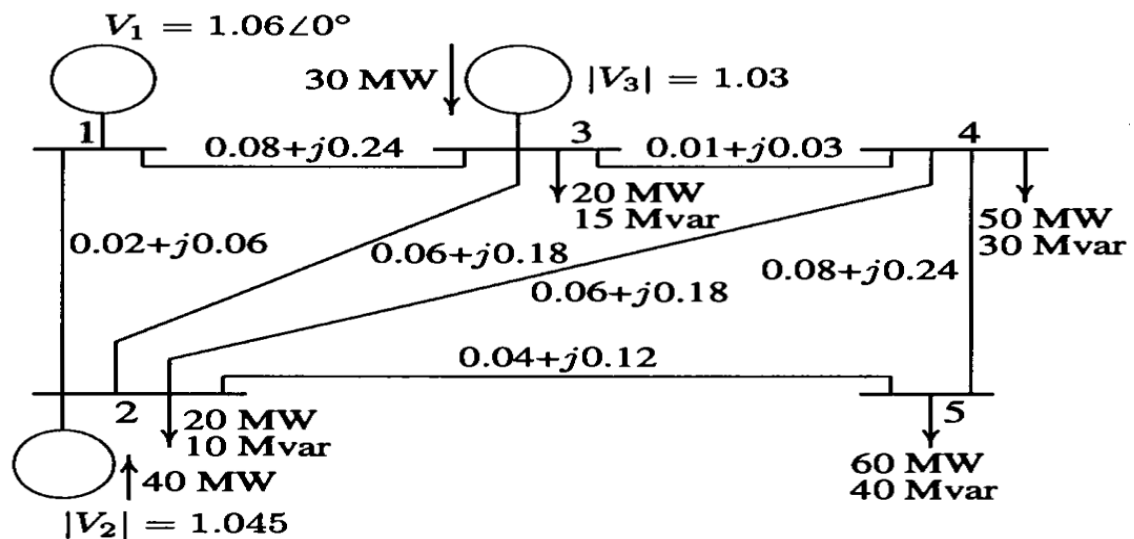 V₁ = 1.06∠0°
30 MW
|V₃| = 1.03
1
3
4
0.08+j0.24
0.01+j0.03
20 MW
15 Mvar
50 MW
30 Mvar
0.02+j0.06
0.06+j0.18
0.06+j0.18
0.08+j0.24
0.04+j0.12
2
5
20 MW
10 Mvar
40 MW
60 MW
40 Mvar
|V₂| = 1.045